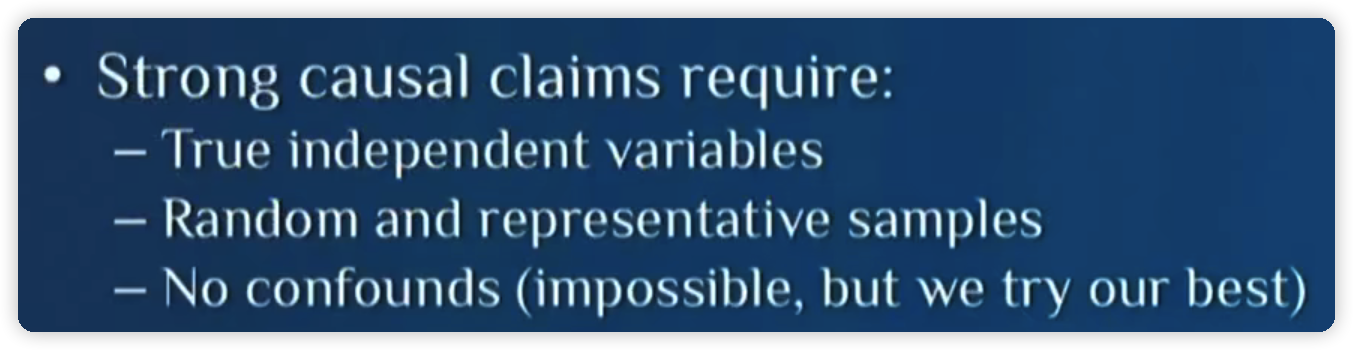 • Strong causal claims require:
– True independent variables
– Random and representative samples
– No confounds (impossible, but we try our best)